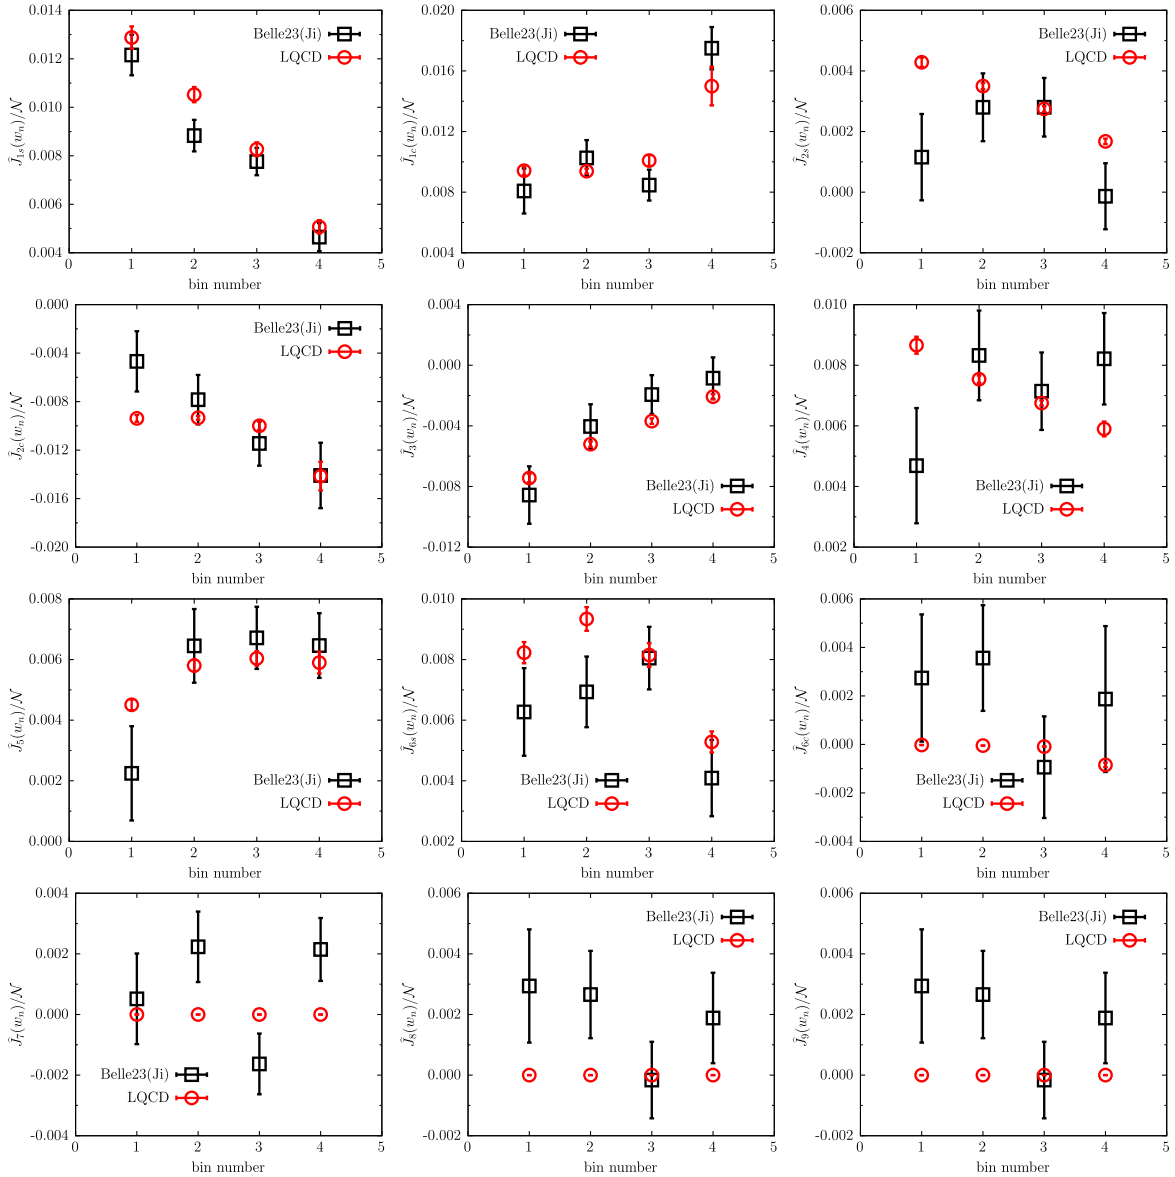 0.014
0.012
0.010
0.008
0.006
0.004
0 1 2 3 4 5
bin number
Ĵ1s(wn)/𝒩
Belle23(Ji)
LQCD
0.020
0.016
0.012
0.008
0.004
0 1 2 3 4 5
bin number
Ĵ1c(wn)/𝒩
Belle23(Ji)
LQCD
0.006
0.004
0.002
0.000
-0.002
0 1 2 3 4 5
bin number
Ĵ2s(wn)/𝒩
Belle23(Ji)
LQCD
0.000
-0.004
-0.008
-0.012
-0.016
-0.020
0 1 2 3 4 5
bin number
Ĵ2c(wn)/𝒩
Belle23(Ji)
LQCD
0.004
0.000
-0.004
-0.008
-0.012
0 1 2 3 4 5
bin number
Ĵ3(wn)/𝒩
Belle23(Ji)
LQCD
0.010
0.008
0.006
0.004
0.002
0 1 2 3 4 5
bin number
Ĵ4(wn)/𝒩
Belle23(Ji)
LQCD
0.008
0.006
0.004
0.002
0.000
0 1 2 3 4 5
bin number
Ĵ5(wn)/𝒩
Belle23(Ji)
LQCD
0.010
0.008
0.006
0.004
0.002
0 1 2 3 4 5
bin number
Ĵ6s(wn)/𝒩
Belle23(Ji)
LQCD
0.006
0.004
0.002
0.000
-0.002
-0.004
0 1 2 3 4 5
bin number
Ĵ6c(wn)/𝒩
Belle23(Ji)
LQCD
0.004
0.002
0.000
-0.002
-0.004
0 1 2 3 4 5
bin number
Ĵ7(wn)/𝒩
Belle23(Ji)
LQCD
0.006
0.004
0.002
0.000
-0.002
0 1 2 3 4 5
bin number
Ĵ8(wn)/𝒩
Belle23(Ji)
LQCD
0.006
0.004
0.002
0.000
-0.002
0 1 2 3 4 5
bin number
Ĵ9(wn)/𝒩
Belle23(Ji)
LQCD